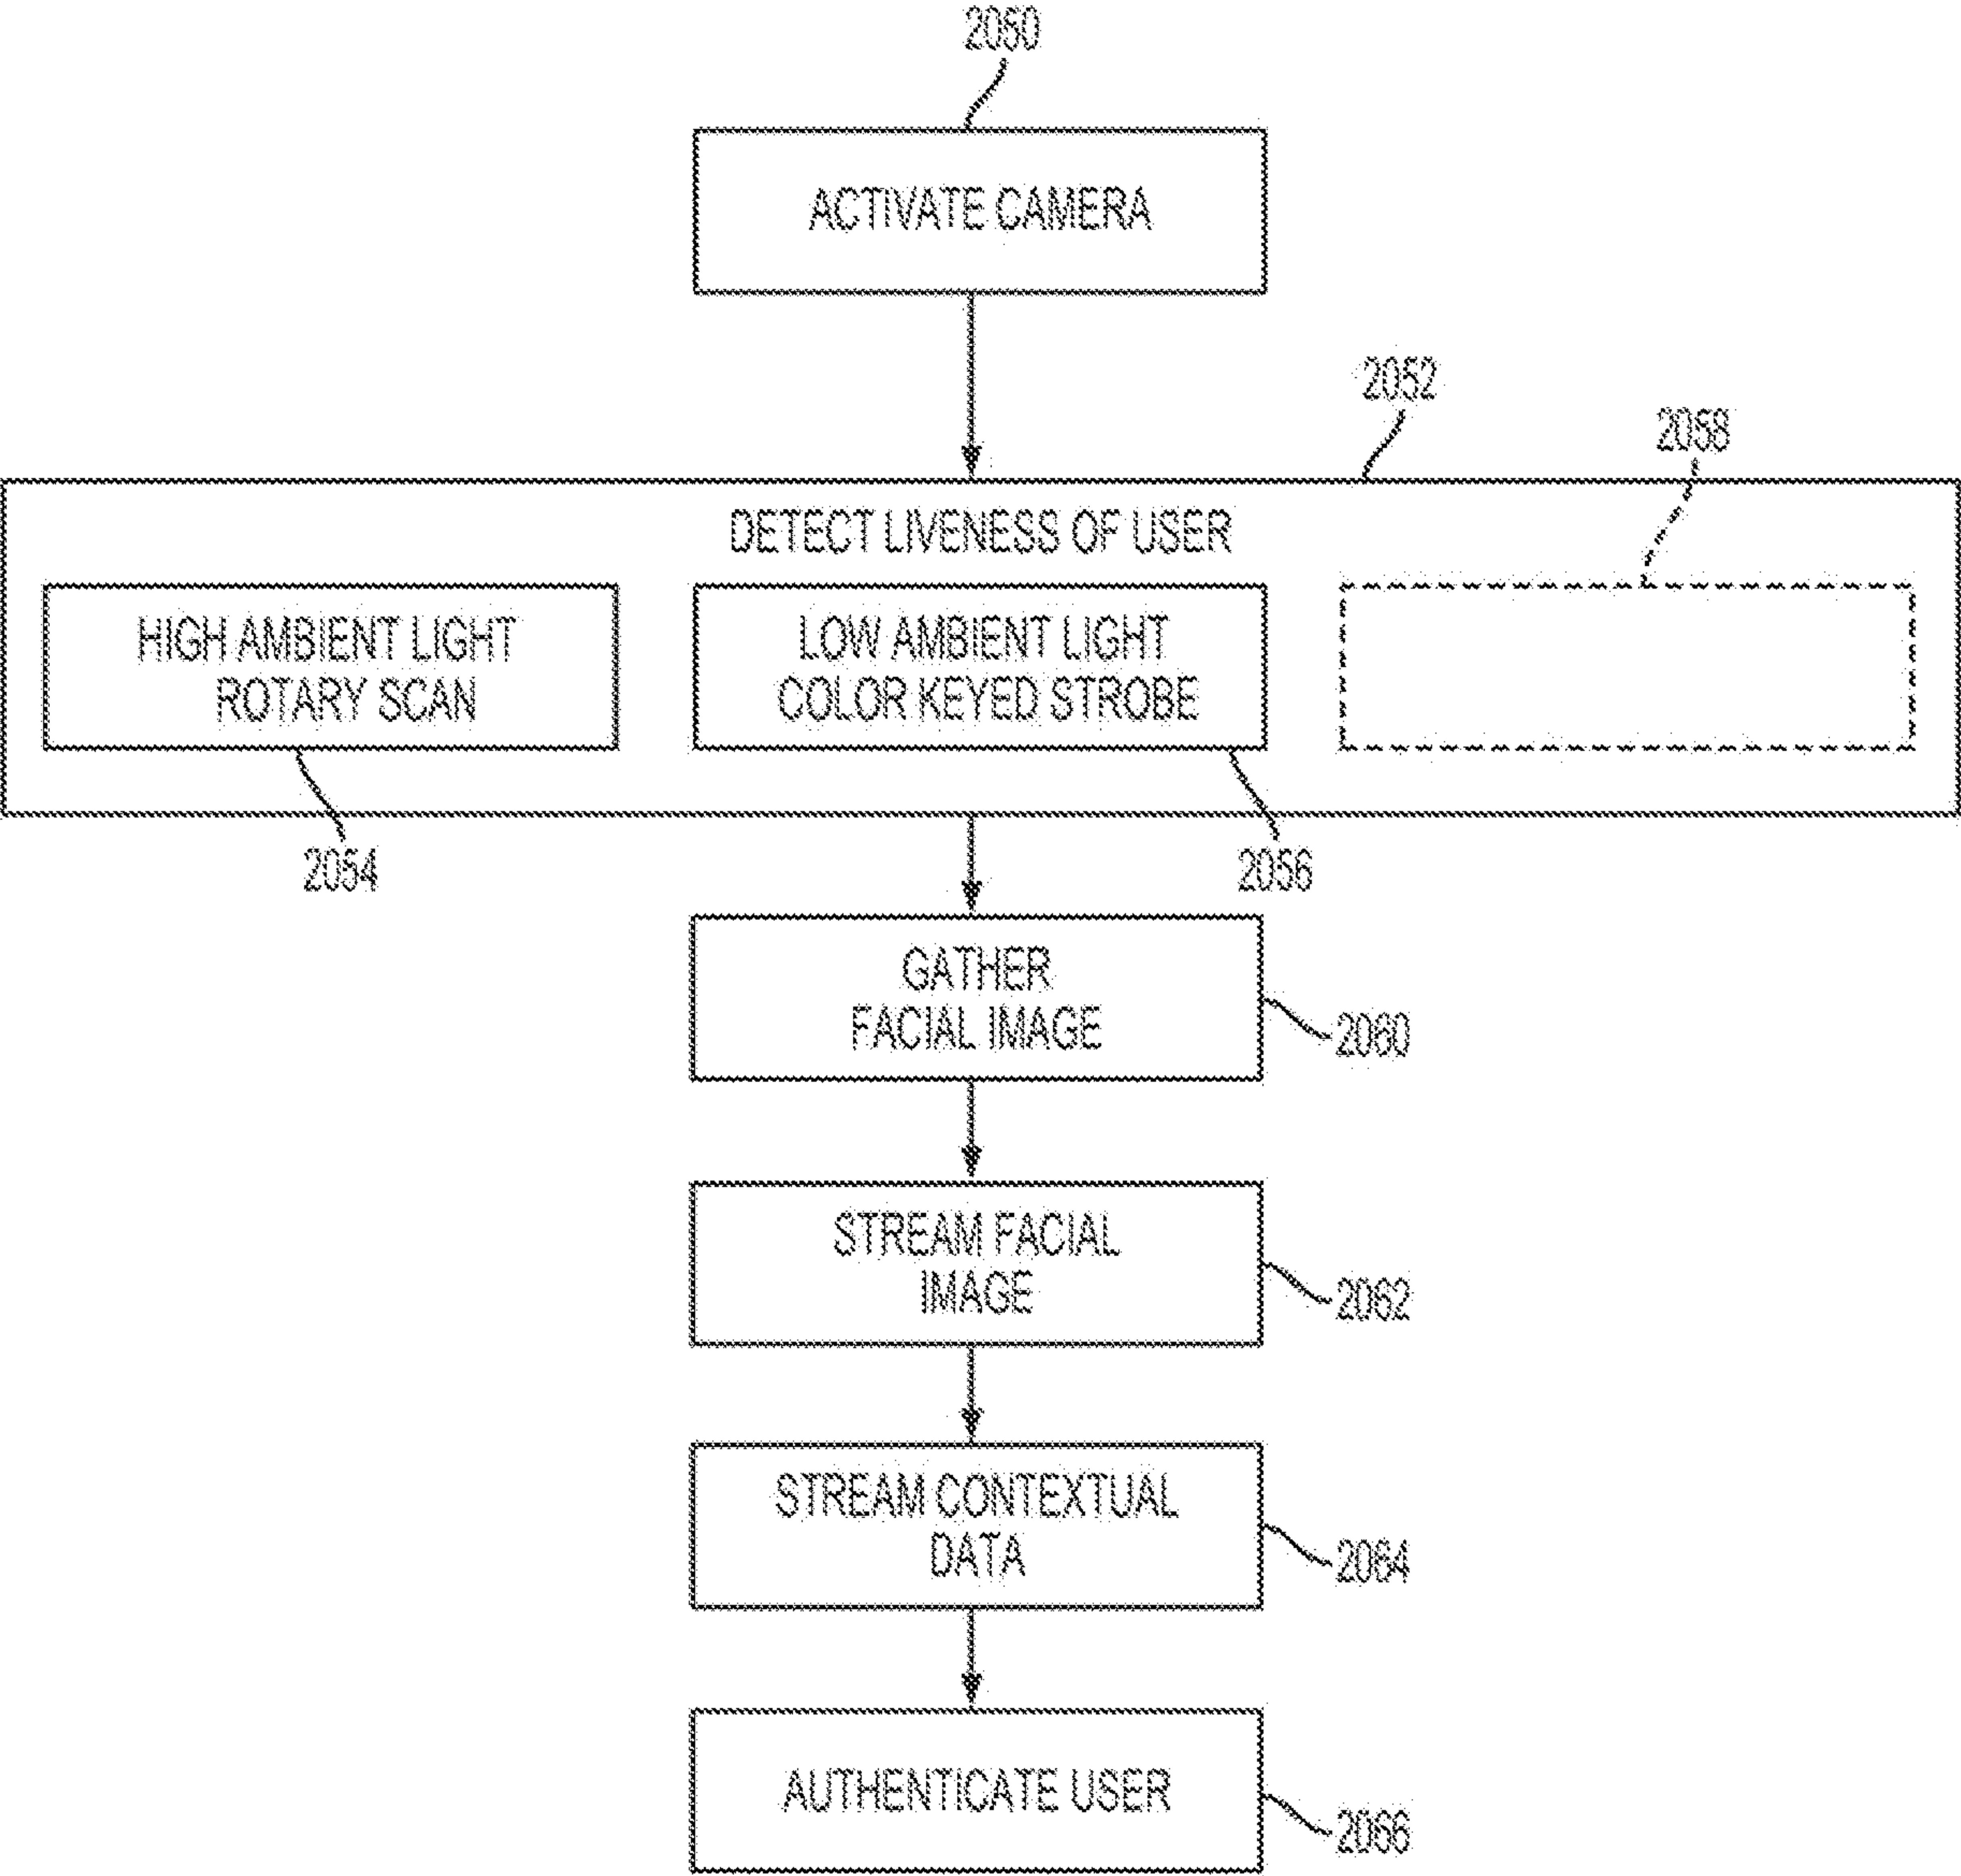 2050
ACTIVATE CAMERA
2052
2058
DETECT LIVENESS OF USER
HIGH AMBIENT LIGHT
ROTARY SCAN
LOW AMBIENT LIGHT
COLOR KEYED STROBE
2054
2056
GATHER
FACIAL IMAGE
2060
STREAM FACIAL
IMAGE
2062
STREAM CONTEXTUAL
DATA
2064
AUTHENTICATE USER
2066